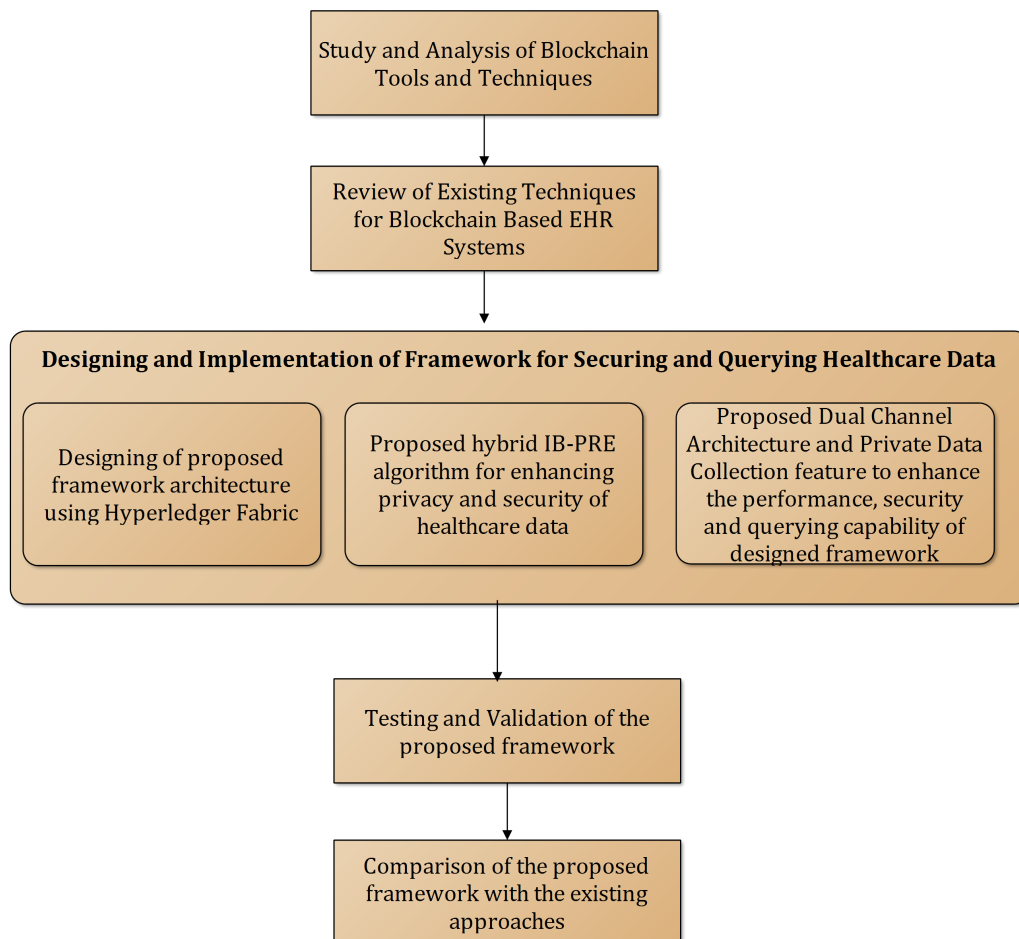 Study and Analysis of Blockchain
Tools and Techniques
Review of Existing Techniques
for Blockchain Based EHR
Systems
Designing and Implementation of Framework for Securing and Querying Healthcare Data
Designing of proposed
framework architecture
using Hyperledger Fabric
Proposed hybrid IB-PRE
algorithm for enhancing
privacy and security of
healthcare data
Proposed Dual Channel
Architecture and Private Data
Collection feature to enhance
the performance, security
and querying capability of
designed framework
Testing and Validation of the
proposed framework
Comparison of the proposed
framework with the existing
approaches